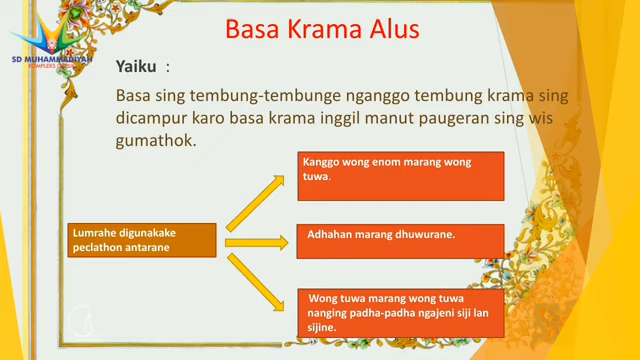 Basa Krama Alus
SD MUHAMMADIYAH
Yaiku :
Basa sing tembung-tembunge nganggo tembung krama sing
dicampur karo basa krama inggil manut paugeran sing wis
gumathok.
Kanggo wong enom marang wong
tuwa.
Lumrahe digunakake
peclathon antarane
Adhahan marang dhuwurane.
Wong tuwa marang wong tuwa
nanging padha-padha ngajeni siji lan
sijine.